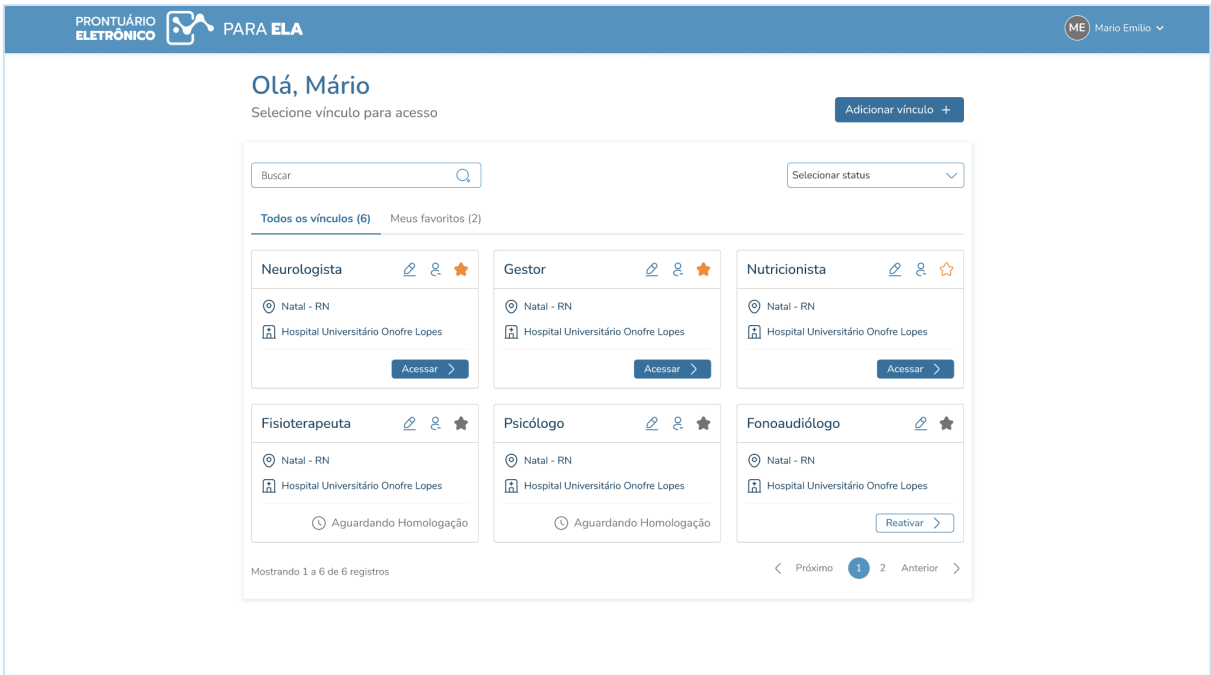 PRONTUÁRIO
ELETRÔNICO
PARA ELA
ME Mario Emilio
Olá, Mário
Selecione vínculo para acesso
Adicionar vínculo +
Buscar
Selecionar status
Todos os vínculos (6) Meus favoritos (2)
Neurologista
Natal - RN
Hospital Universitário Onofre Lopes
Acessar
Gestor
Natal - RN
Hospital Universitário Onofre Lopes
Acessar
Nutricionista
Natal - RN
Hospital Universitário Onofre Lopes
Acessar
Fisioterapeuta
Natal - RN
Hospital Universitário Onofre Lopes
Aguardando Homologação
Psicólogo
Natal - RN
Hospital Universitário Onofre Lopes
Aguardando Homologação
Fonoaudiólogo
Natal - RN
Hospital Universitário Onofre Lopes
Reativar
Mostrando 1 a 6 de 6 registros
Próximo 1 2 Anterior